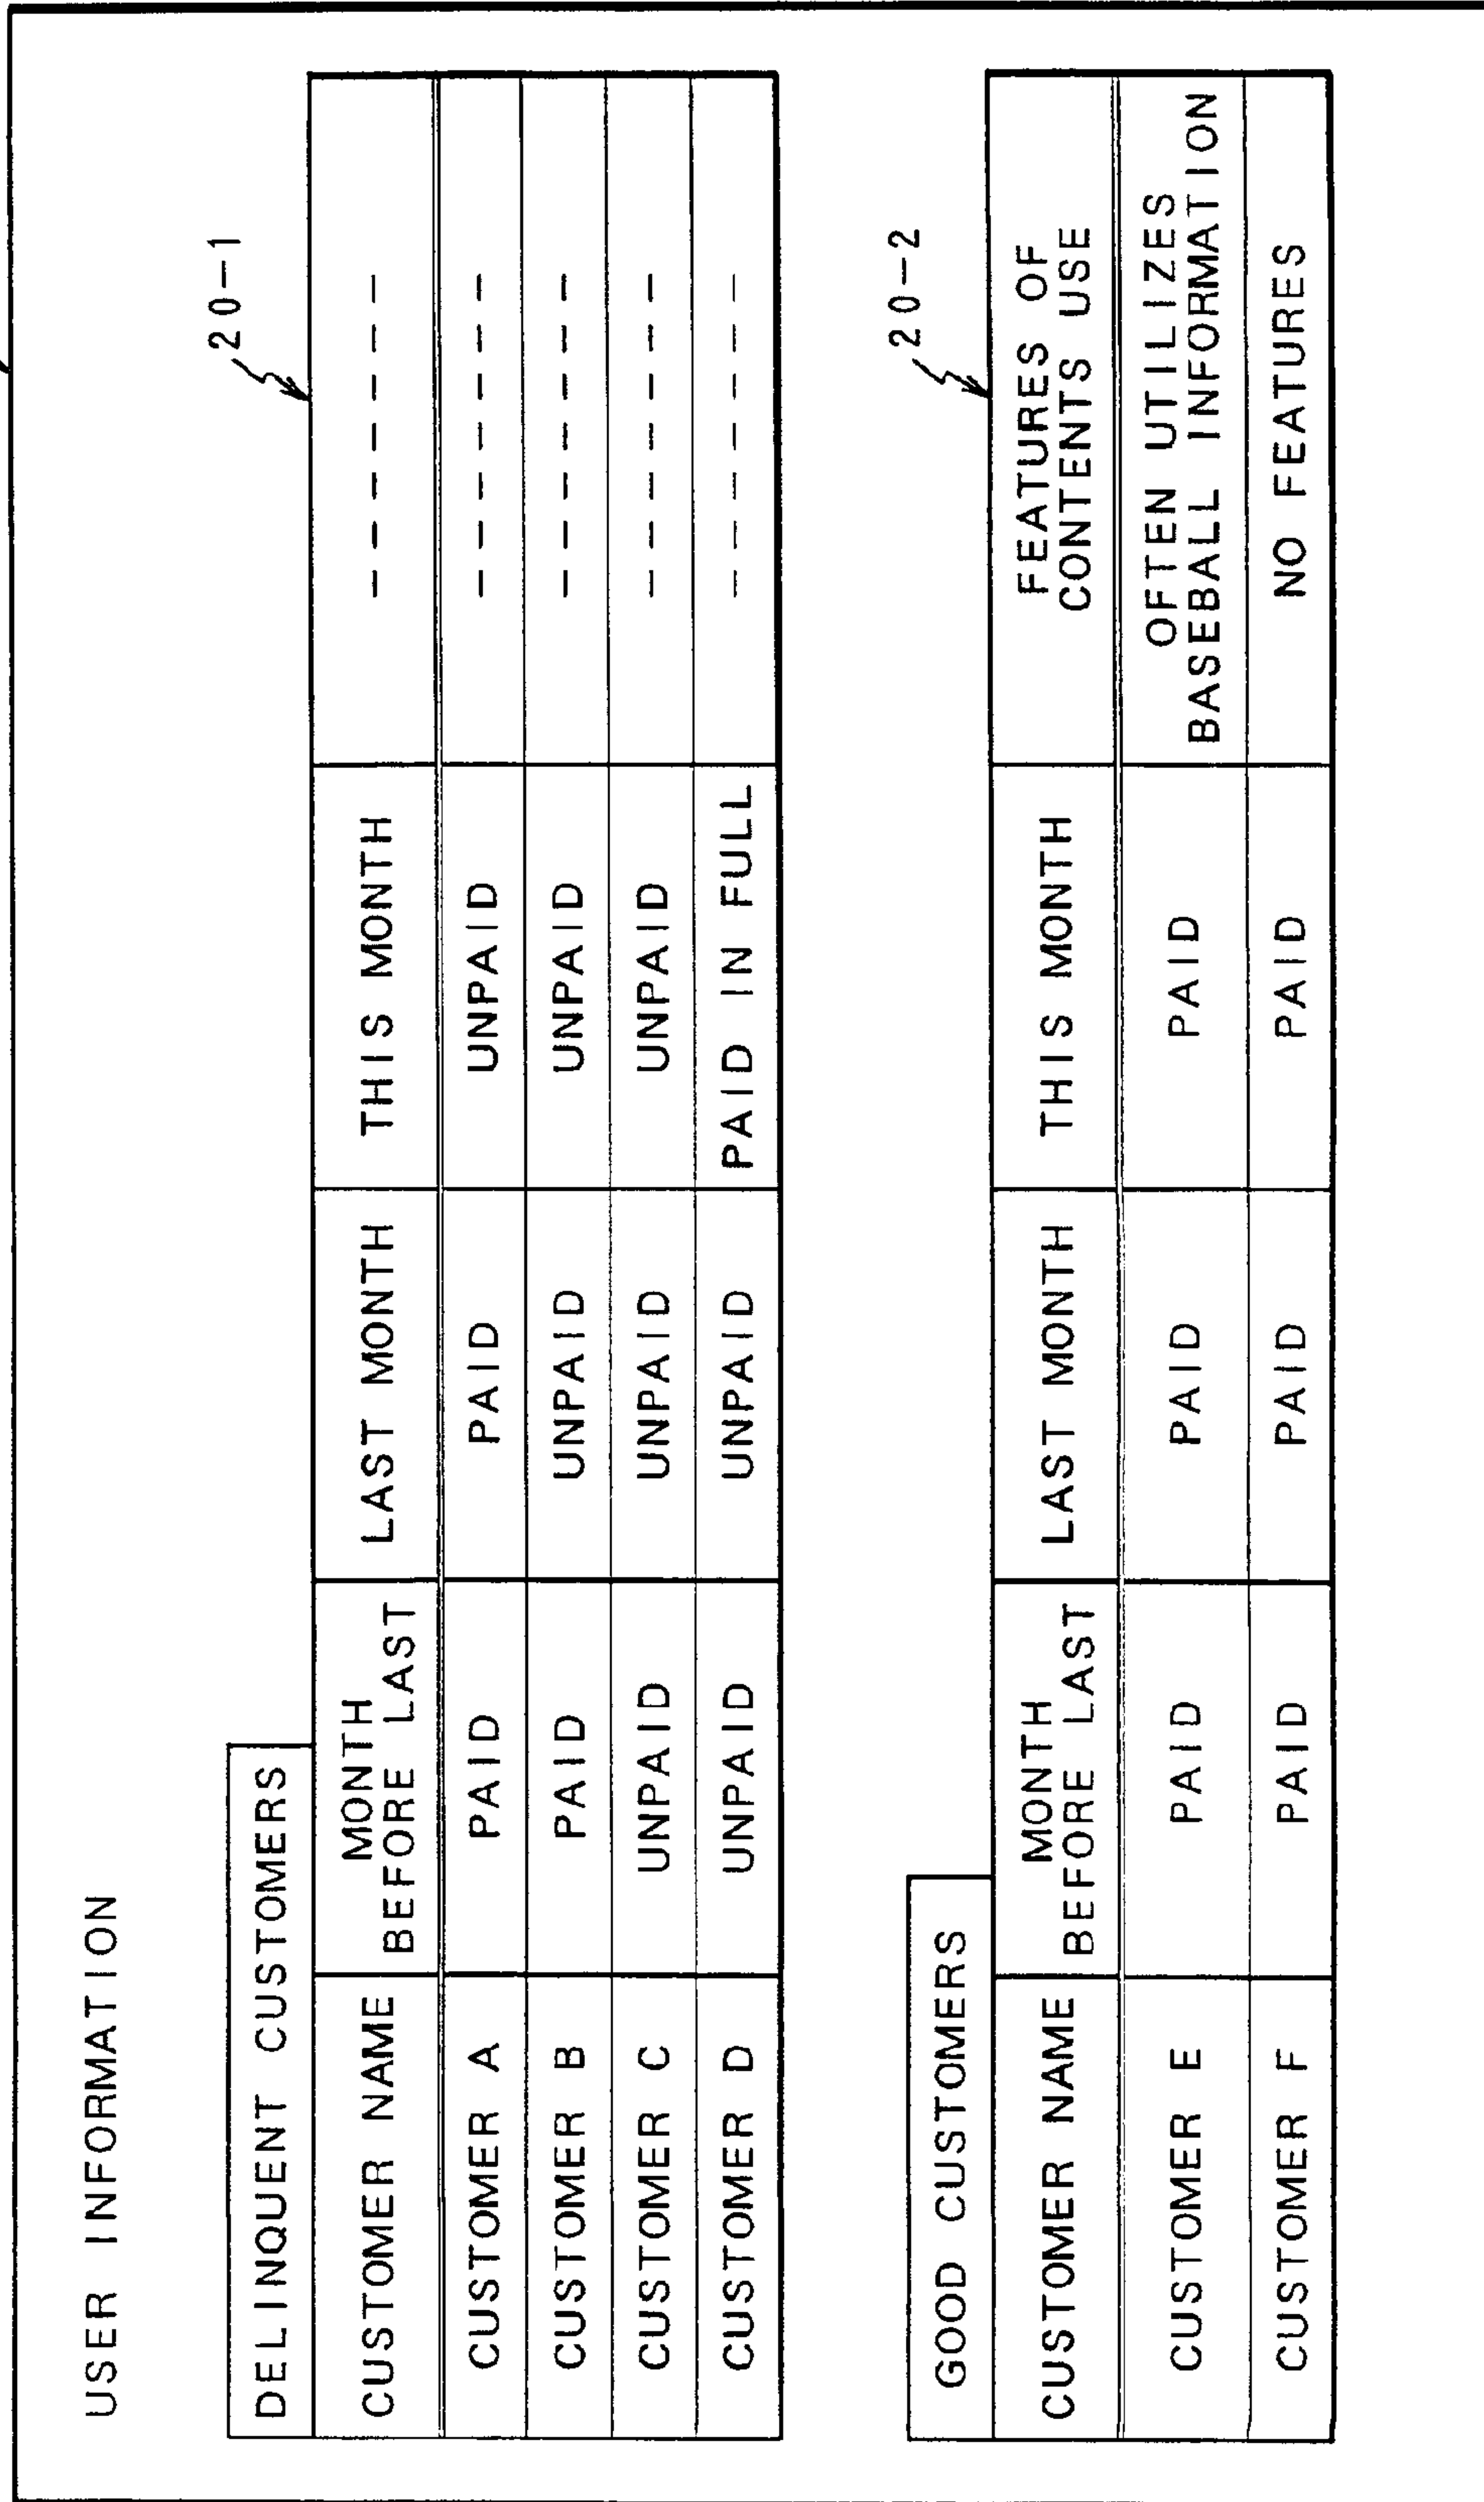 USER INFORMATION
20-1
DELINQUENT CUSTOMERS
CUSTOMER NAME MONTH BEFORE LAST LAST MONTH THIS MONTH -------
CUSTOMER A PAID PAID UNPAID -------
CUSTOMER B PAID UNPAID UNPAID -------
CUSTOMER C UNPAID UNPAID UNPAID -------
CUSTOMER D UNPAID UNPAID PAID IN FULL -------
20-2
GOOD CUSTOMERS
CUSTOMER NAME MONTH BEFORE LAST LAST MONTH THIS MONTH FEATURES OF CONTENTS USE
CUSTOMER E PAID PAID PAID OFTEN UTILIZES BASEBALL INFORMATION
CUSTOMER F PAID PAID PAID NO FEATURES